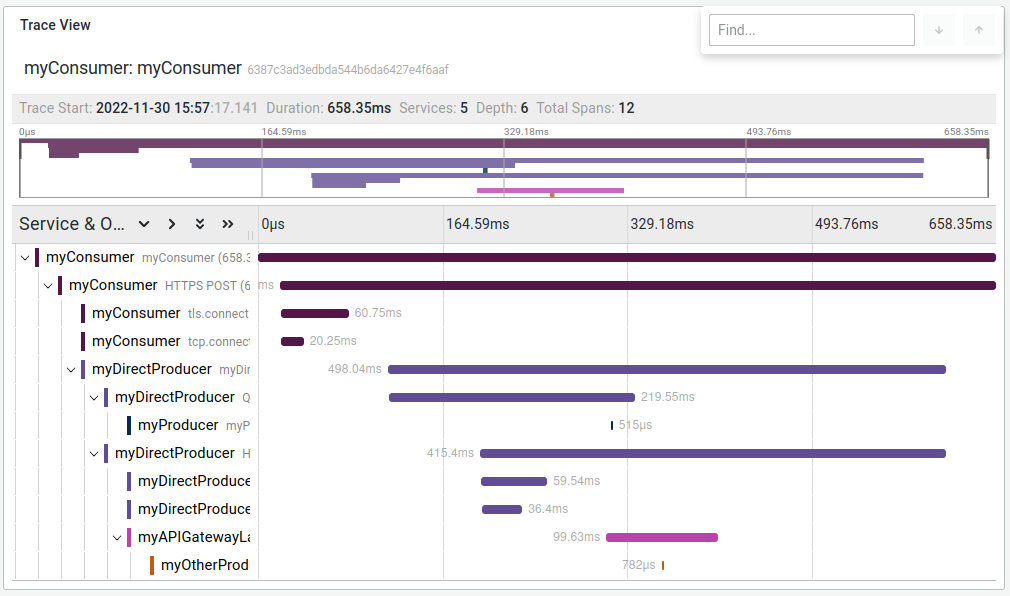 Trace View
Find...
myConsumer: myConsumer 6387c3ad3edbda544b6da6427e4f6aaf
Trace Start: 2022-11-30 15:57:17.141 Duration: 658.35ms Services: 5 Depth: 6 Total Spans: 12
0μs 164.59ms 329.18ms 493.76ms 658.35ms
Service & O... 0μs 164.59ms 329.18ms 493.76ms 658.35ms
myConsumer myConsumer (658.3
myConsumer HTTPS POST (6 ms
myConsumer tls.connect 60.75ms
myConsumer tcp.connect 20.25ms
myDirectProducer myDir 498.04ms
myDirectProducer Q 219.55ms
myProducer myP 515μs
myDirectProducer H 415.4ms
myDirectProduce 59.54ms
myDirectProduce 36.4ms
myAPIGatewayLa 99.63ms
myOtherProd 782μs